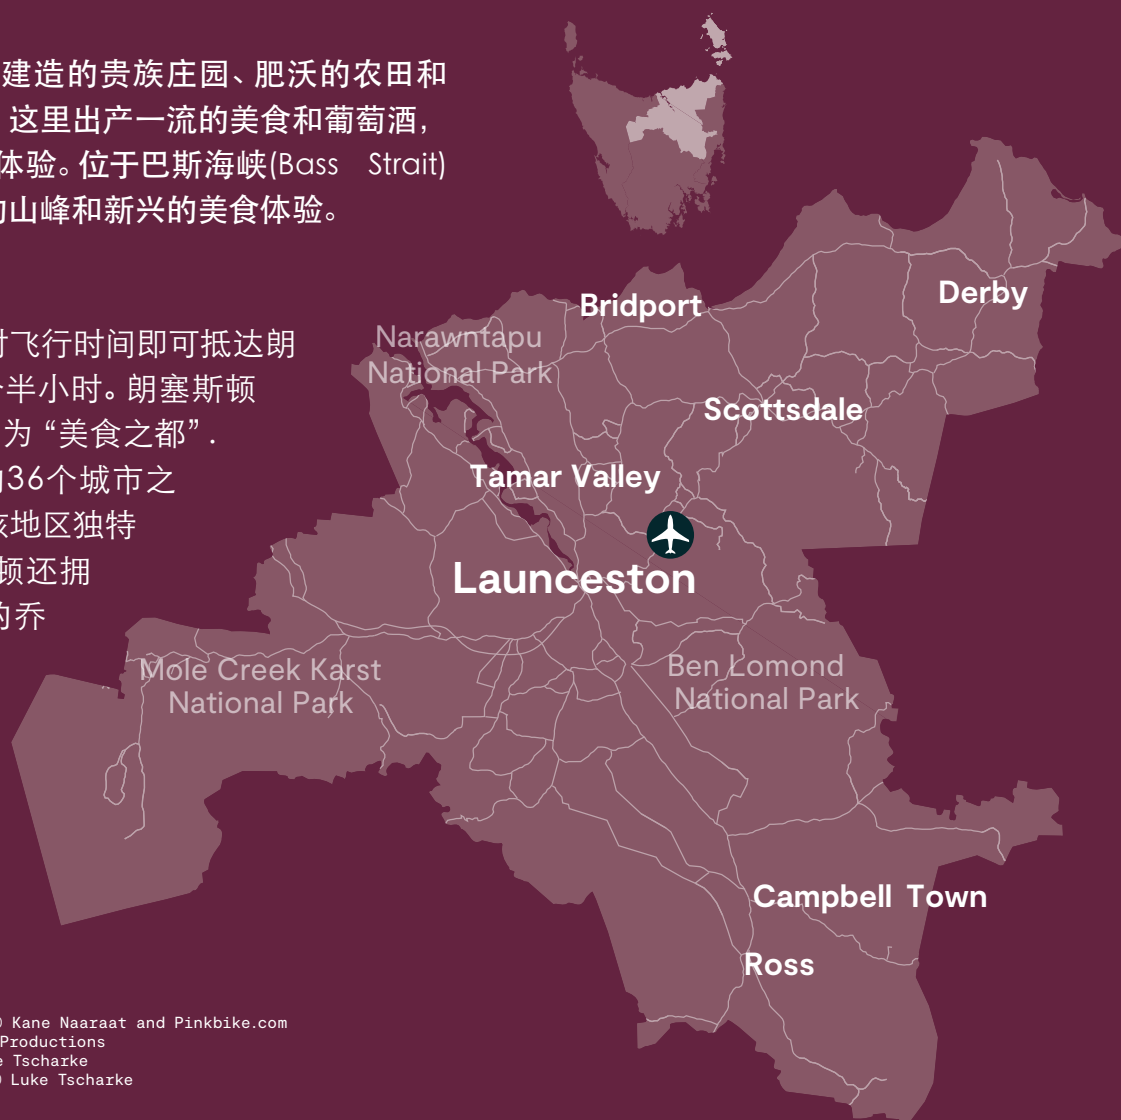 建造的贵族庄园、肥沃的农田和
这里出产一流的美食和葡萄酒,
体验。位于巴斯海峡(Bass Strait)
山峰和新兴的美食体验。
飞行时间即可抵达朗
半小时。朗塞斯顿
为“美食之都”.
36个城市之
该地区独特
顿还拥
的乔
Bridport
Derby
Narawntapu
National Park
Scottsdale
Tamar Valley
Launceston
Mole Creek Karst
National Park
Ben Lomond
National Park
Campbell Town
Ross
Kane Naaraat and Pinkbike.com
Productions
Tscharke
Luke Tscharke